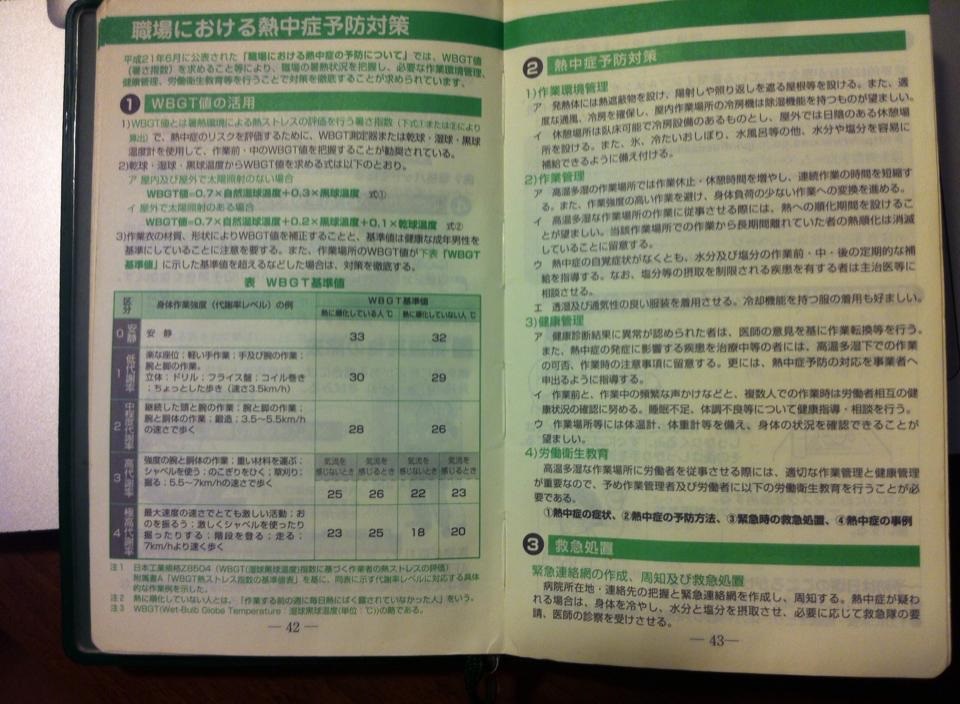 職場における熱中症予防対策
平成21年6月に公表された「職場における熱中症の予防について」では、WBGT値
（暑さ指数）を求めること等により、職場の暑熱状況を把握し、必要な作業環境管理、
健康管理、労働衛生教育等を行うことで対策を徹底することが求められています。
1 WBGT値の活用
1)WBGT値とは暑熱環境による熱ストレスの評価を行う暑さ指数（下式①または②により
算出）で、熱中症のリスクを評価するために、WBGT測定器または乾球・湿球・黒球
温度計を使用して、作業前・中のWBGT値を把握することが勧奨されている。
2)乾球・湿球・黒球温度からWBGT値を求める式は以下のとおり。
ア 屋内及び屋外で太陽照射のない場合
WBGT値=0.7×自然湿球温度+0.3×黒球温度 式①
イ 屋外で太陽照射のある場合
WBGT値=0.7×自然湿球温度+0.2×黒球温度+0.1×乾球温度 式②
3)作業衣の材質、形状によりWBGT値を補正することと、基準値は健康な成年男性を
基準にしていることに注意を要する。また、作業場所のWBGT値が下表「WBGT
基準値」に示した基準値を超えるなどした場合は、対策を徹底する。
表 WBGT基準値
区分 身体作業強度（代謝率レベル）の例 WBGT基準値
熱に順化している人℃ 熱に順化していない人℃
0 安静 安静 33 32
1 低代謝率 楽な座位；軽い手作業；手及び腕の作業；
腕と脚の作業。
立体：ドリル；フライス盤；コイル巻き
；ちょっとした歩き（速さ3.5km/h） 30 29
2 中程度代謝率 継続した頭と腕の作業；腕と脚の作業；
腕と胴体の作業；鍛造；3.5~5.5km/h
の速さで歩く 28 26
3 高代謝率 強度の腕と胴体の作業；重い材料を運ぶ；
シャベルを使う；のこぎりをひく；草刈り；
掘る；5.5~7km/hの速さで歩く
気流を感じないとき 気流を感じるとき 気流を感じないとき 気流を感じるとき
25 26 22 23
4 極高代謝率 最大速度の速さでとても激しい活動；お
のを振るう；激しくシャベルを使ったり
掘ったりする；階段を登る；走る；
7km/hより速く歩く 23 25 18 20
注1 日本工業規格Z8504（WBGT(湿球黒球温度)指数に基づく作業者の熱ストレスの評価）
附属書A「WBGT熱ストレス指数の基準値表」を基に、同表に示す代謝率レベルに対応する具体
的な作業例を示した。
注2 熱に順化していない人とは、「作業する前の週に毎日熱にばく露されていなかった人」をいう。
注3 WBGT(Wet-Bulb Globe Temperature：湿球黒球温度(単位：℃))の略である。
— 42 —
2 熱中症予防対策
1)作業環境管理
ア 発熱体には熱遮蔽物を設け、陽射しや照り返しを遮る屋根等を設ける。また、適
度な通風、冷房を確保し、屋内作業場所の冷房機は除湿機能を持つものが望ましい。
イ 休憩場所は臥床可能で冷房設備のあるものとし、屋外では日陰のある休憩場
所を設ける。また、氷、冷たいおしぼり、水風呂等の他、水分や塩分を容易に
補給できるように備え付ける。
2)作業管理
ア 高湿多湿の作業場所では作業休止・休憩時間を増やし、連続作業の時間を短縮す
る。また、作業強度の高い作業を避け、身体負荷の少ない作業への変換を進める。
イ 高温多湿な作業場所の作業に従事させる際には、熱への順化期間を設けるこ
とが望ましい。当該作業場所での作業から長期間離れていた者の熱順化は消滅
していることに留意する。
ウ 熱中症の自覚症状がなくとも、水分及び塩分の作業前・中・後の定期的な補
給を指導する。なお、塩分等の摂取を制限される疾患を有する者は主治医等に
相談させる。
エ 透湿及び通気性の良い服装を着用させる。冷却機能を持つ服の着用も好ましい。
3)健康管理
ア 健康診断結果に異常が認められた者は、医師の意見を基に作業転換等を行う。
また、熱中症の発症に影響する疾患を治療中等の者には、高温多湿下での作業
の可否、作業時の注意事項に留意する。更には、熱中症予防の対応を事業者へ
申出るように指導する。
イ 作業前と、作業中の頻繁な声かけなどと、複数人での作業時は労働者相互の健
康状況の確認に努める。睡眠不足、体調不良等について健康指導・相談を行う。
ウ 作業場所等には体温計、体重計等を備え、身体の状況を確認できることが
望ましい。
4)労働衛生教育
高温多湿な作業場所に労働者を従事させる際には、適切な作業管理と健康管理
が重要なので、予め作業管理者及び労働者に以下の労働衛生教育を行うことが必
要である。
①熱中症の症状、②熱中症の予防方法、③緊急時の救急処置、④熱中症の事例
3 救急処置
緊急連絡網の作成、周知及び救急処置
病院所在地・連絡先の把握と緊急連絡網を作成し、周知する。熱中症が疑わ
れる場合は、身体を冷やし、水分と塩分を摂取させ、必要に応じて救急隊の要
請、医師の診察を受けさせる。
— 43 —